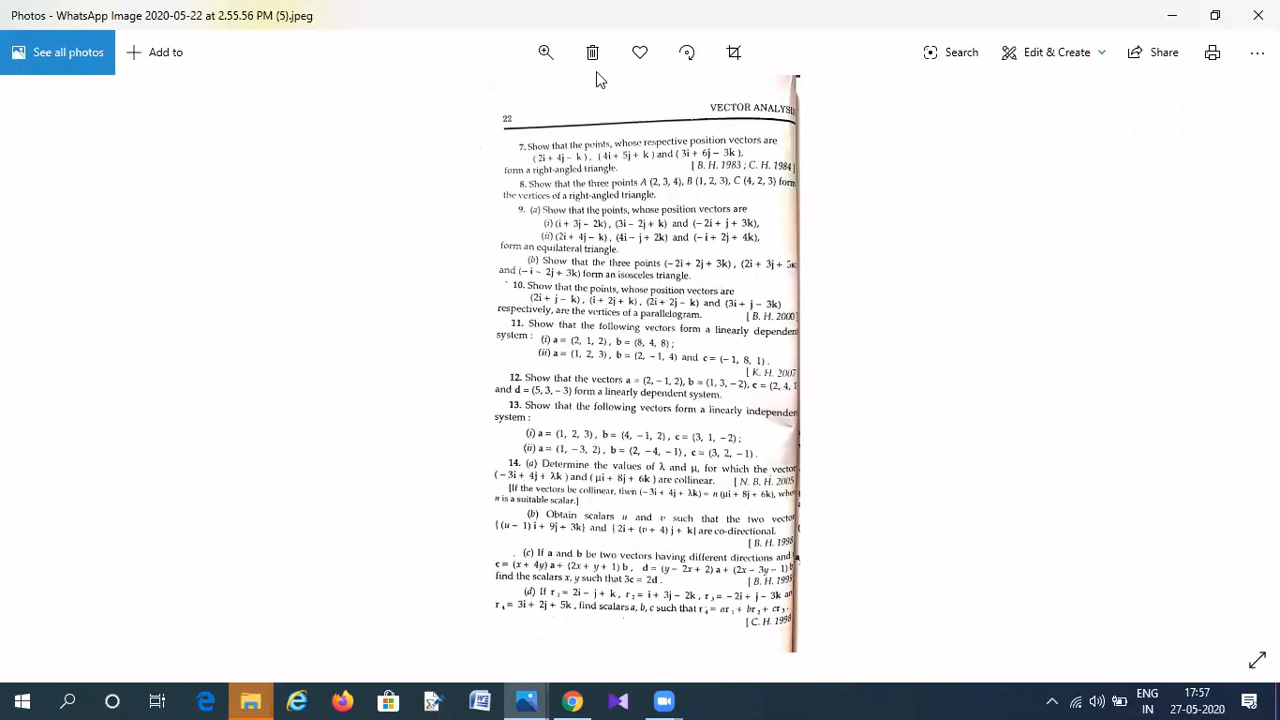 Photos - WhatsApp Image 2020-05-22 at 2.55.56 PM (5).jpeg
See all photos
Add to
Search
Edit & Create
Share
22
VECTOR ANALYSI
7. Show that the points, whose respective position vectors are
( 2i + 4j – k ) , ( 4i + 5j + k ) and ( 3i + 6j – 3k ),
form a right-angled triangle. [ B. H. 1983 ; C. H. 1984 ]
8. Show that the three points A (2, 3, 4), B (1, 2, 3), C (4, 2, 3) form
the vertices of a right-angled triangle.
9. (a) Show that the points, whose position vectors are
(i) (i + 3j – 2k) , (3i – 2j + k) and (– 2i + j + 3k),
(ii) (2i + 4j – k) , (4i – j + 2k) and (– i + 2j + 4k),
form an equilateral triangle.
(b) Show that the three points (– 2i + 2j + 3k) , (2i + 3j + 5k
and (– i – 2j + 3k) form an isosceles triangle.
10. Show that the points, whose position vectors are
(2i + j – k) , (i + 2j + k) , (2i + 2j – k) and (3i + j – 3k)
respectively, are the vertices of a parallelogram. [ B. H. 2000 ]
11. Show that the following vectors form a linearly dependent
system : (i) a = (2, 1, 2) , b = (8, 4, 8) ;
(ii) a = (1, 2, 3) , b = (2, – 1, 4) and c = (– 1, 8, 1) .
[ K. H. 2007
12. Show that the vectors a = (2, – 1, 2), b = (1, 3, – 2), c = (2, 4, 1
and d = (5, 3, – 3) form a linearly dependent system.
13. Show that the following vectors form a linearly independen
system :
(i) a = (1, 2, 3) , b = (4, – 1, 2) , c = (3, 1, – 2) ;
(ii) a = (1, – 3, 2) , b = (2, – 4, – 1) , c = (3, 2, – 1) .
14. (a) Determine the values of λ and μ, for which the vector
(– 3i + 4j + λk ) and (μi + 8j + 6k ) are collinear. [ N. B. H. 2005
[If the vectors be collinear, then (– 3i + 4j + λk) = n (μi + 8j + 6k), whe
n is a suitable scalar.]
(b) Obtain scalars u and v such that the two vector
{ (u – 1) i + 9j + 3k} and { 2i + (v + 4) j + k} are co-directional.
[ B. H. 1998
(c) If a and b be two vectors having different directions and
c = (x + 4y) a + (2x + y + 1) b , d = (y – 2x + 2) a + (2x – 3y – 1) b
find the scalars x, y such that 3c = 2d . [ B. H. 1995
(d) If r 1 = 2i – j + k , r 2 = i + 3j – 2k , r 3 = – 2i + j – 3k an
r 4 = 3i + 2j + 5k , find scalars a, b, c such that r 4 = ar 1 + br 2 + cr 3 .
[ C. H. 1998
ENG
IN
17:57
27-05-2020